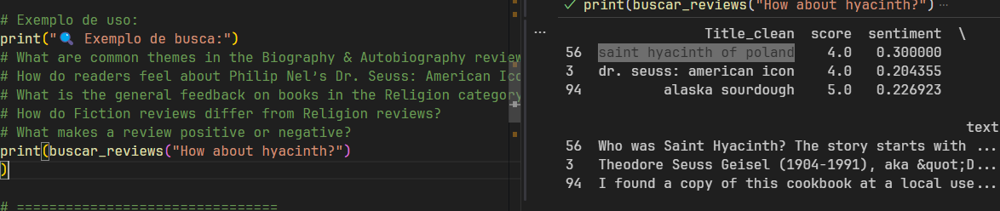 # Exemplo de uso:
print("🔍 Exemplo de busca:")
# What are common themes in the Biography & Autobiography review
# How do readers feel about Philip Nel's Dr. Seuss: American Ico
# What is the general feedback on books in the Religion category
# How do Fiction reviews differ from Religion reviews?
# What makes a review positive or negative?
print(buscar_reviews("How about hyacinth?")
)
# ================================
✓ print(buscar_reviews("How about hyacinth?") ...
... Title_clean score sentiment \
56 saint hyacinth of poland 4.0 0.300000
3 dr. seuss: american icon 4.0 0.204355
94 alaska sourdough 5.0 0.226923
text
56 Who was Saint Hyacinth? The story starts with ...
3 Theodore Seuss Geisel (1904-1991), aka &quot;D...
94 I found a copy of this cookbook at a local use...